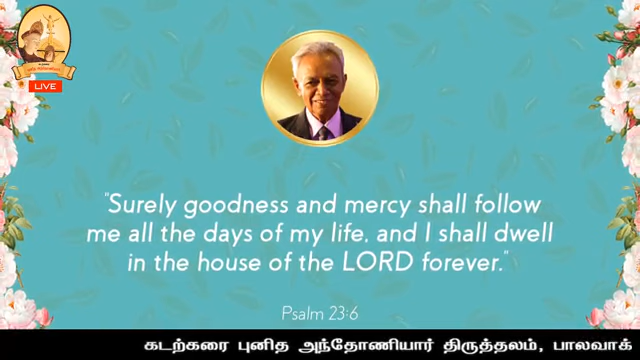 LIVE
"Surely goodness and mercy shall follow
me all the days of my life, and I shall dwell
in the house of the LORD forever."
Psalm 23:6
கடற்கரை புனித அந்தோணியார் திருத்தலம், பாலவாக்